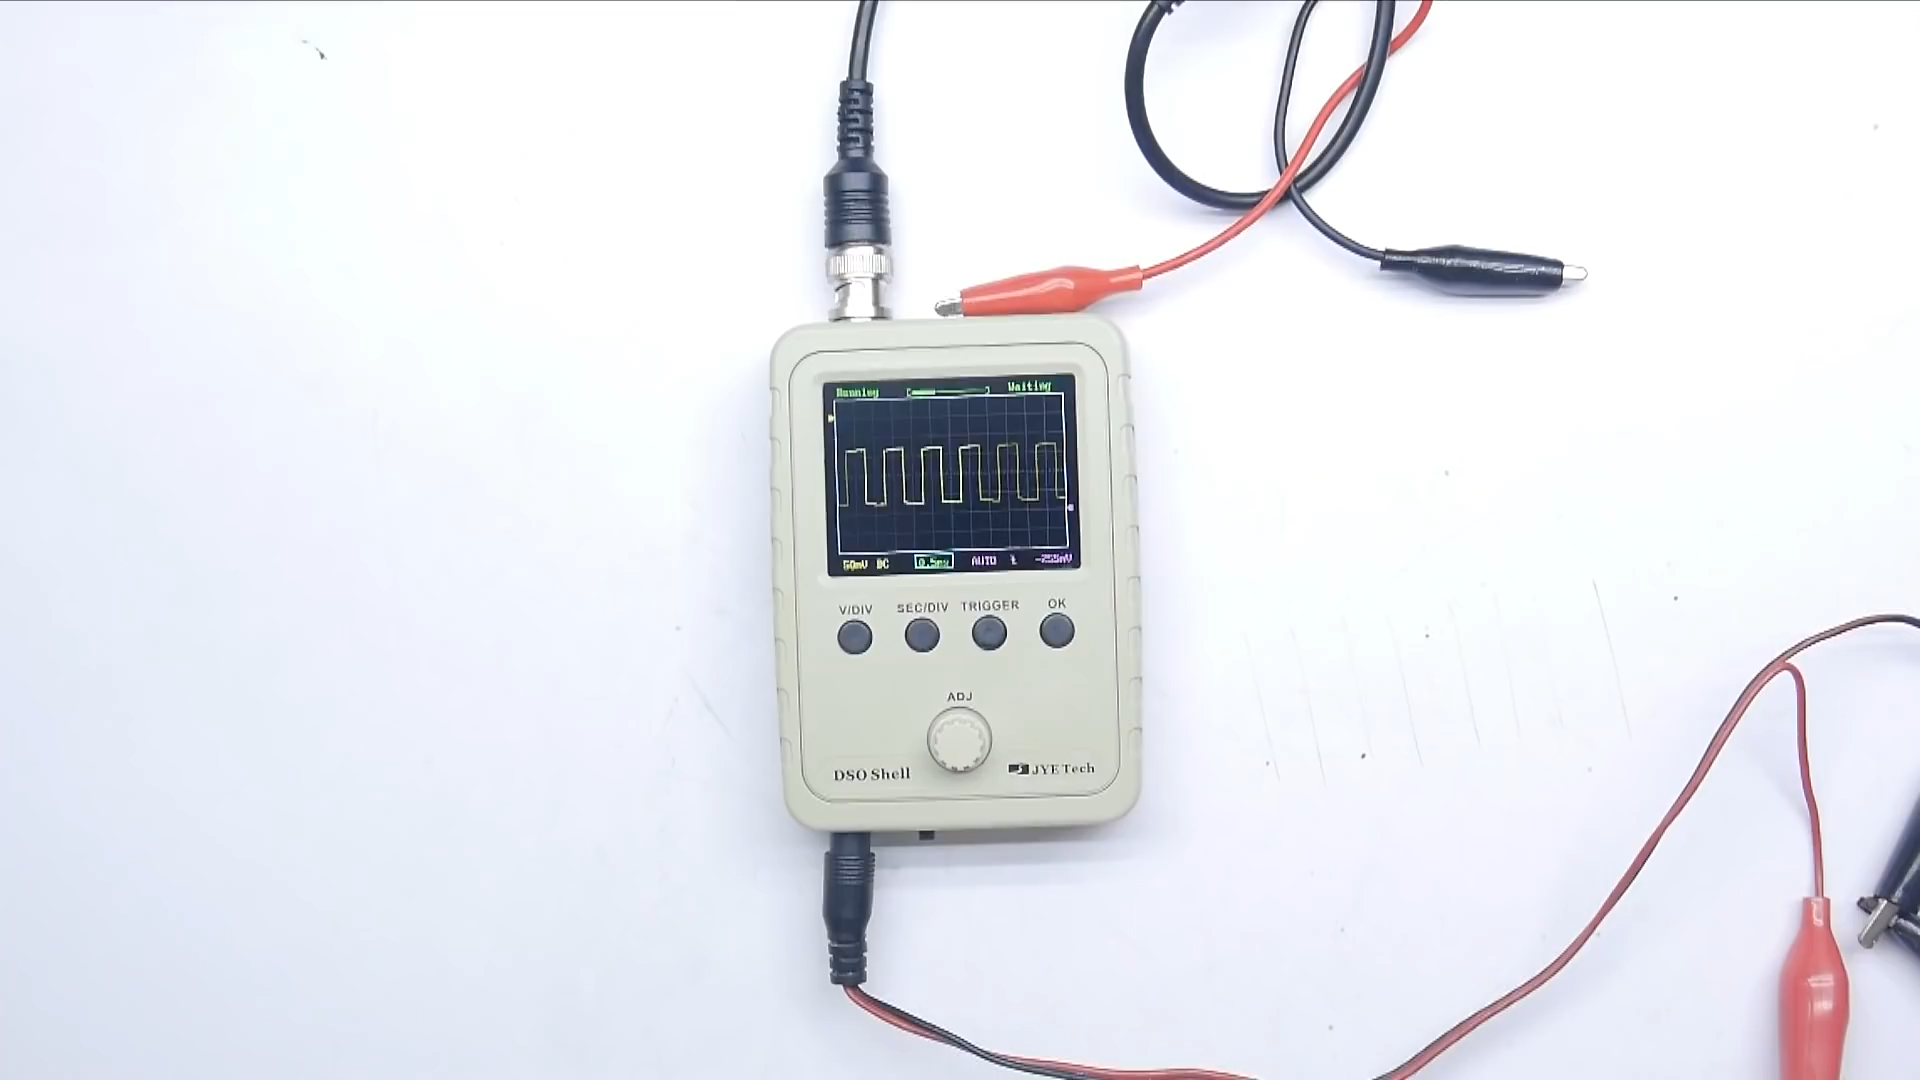 Running Waiting
50mV DC 0.5ms AUTO
V/DIV SEC/DIV TRIGGER OK
ADJ
DSO Shell JYE Tech